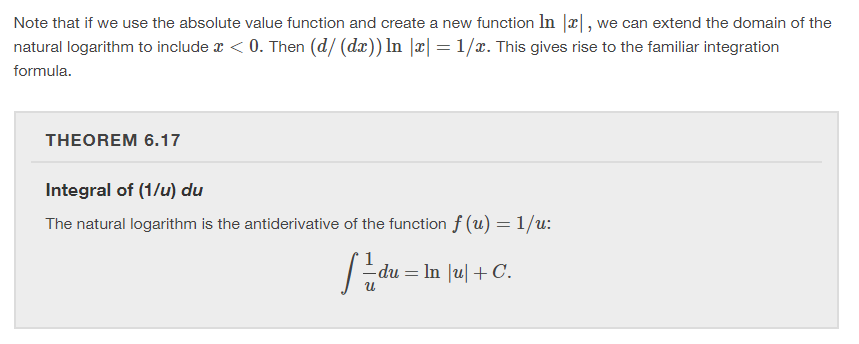 Note that if we use the absolute value function and create a new function ln |x|, we can extend the domain of the
natural logarithm to include x < 0. Then (d/ (dx)) ln |x| = 1/x. This gives rise to the familiar integration
formula.
THEOREM 6.17
Integral of (1/u) du
The natural logarithm is the antiderivative of the function f (u) = 1/u:
∫ 1/u du = ln |u| + C.